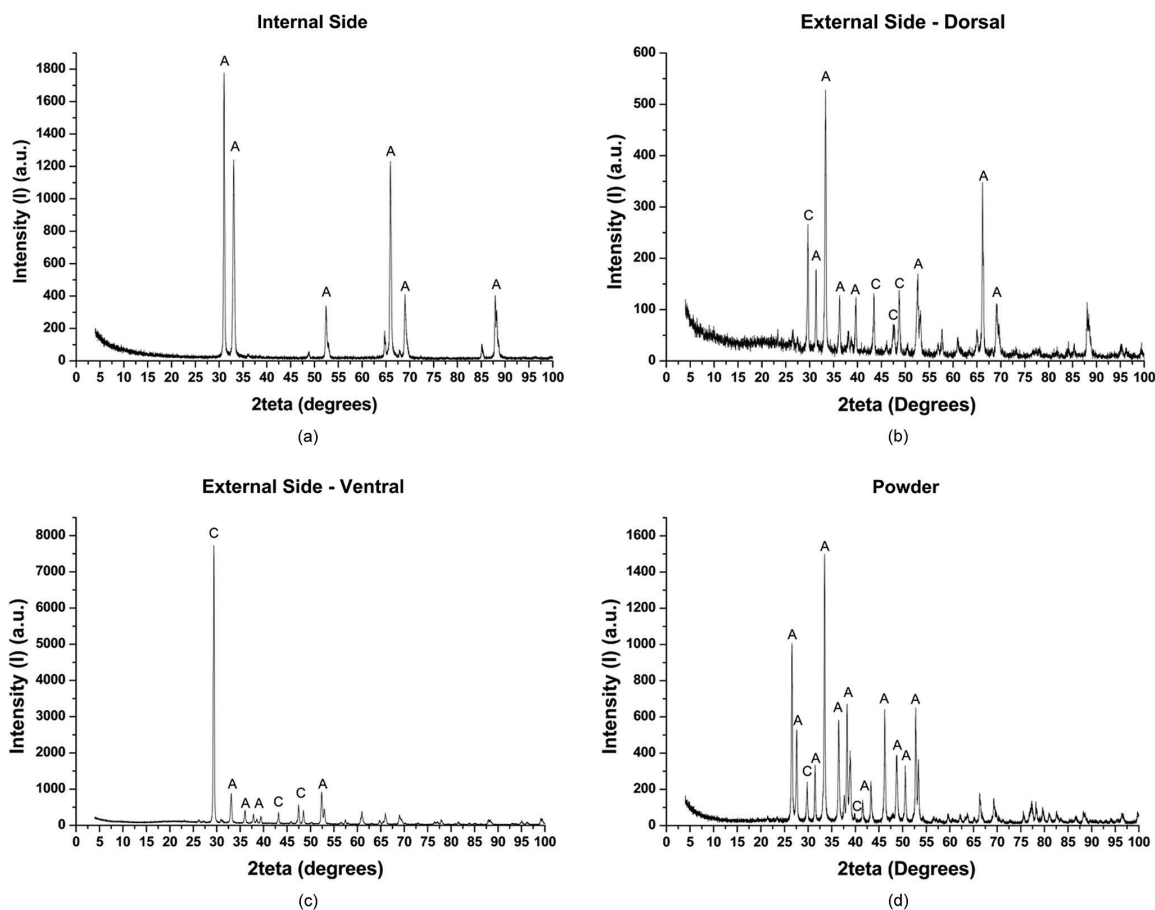 Internal Side
Intensity (I) (a.u.)
1800
1600
1400
1200
1000
800
600
400
200
0
A
A
A
A
A
A
0 5 10 15 20 25 30 35 40 45 50 55 60 65 70 75 80 85 90 95 100
2teta (degrees)
(a)
External Side - Dorsal
Intensity (I) (a.u.)
600
500
400
300
200
100
0
C
A
A
A
A
C
C
C
A
A
A
0 5 10 15 20 25 30 35 40 45 50 55 60 65 70 75 80 85 90 95 100
2teta (Degrees)
(b)
External Side - Ventral
Intensity (I) (a.u.)
8000
7000
6000
5000
4000
3000
2000
1000
0
C
A
A
A
C
C
A
0 5 10 15 20 25 30 35 40 45 50 55 60 65 70 75 80 85 90 95 100
2teta (degrees)
(c)
Powder
Intensity (I) (a.u.)
1600
1400
1200
1000
800
600
400
200
0
A
A
C
A
A
A
A
C
A
A
A
A
A
0 5 10 15 20 25 30 35 40 45 50 55 60 65 70 75 80 85 90 95 100
2teta (Degrees)
(d)